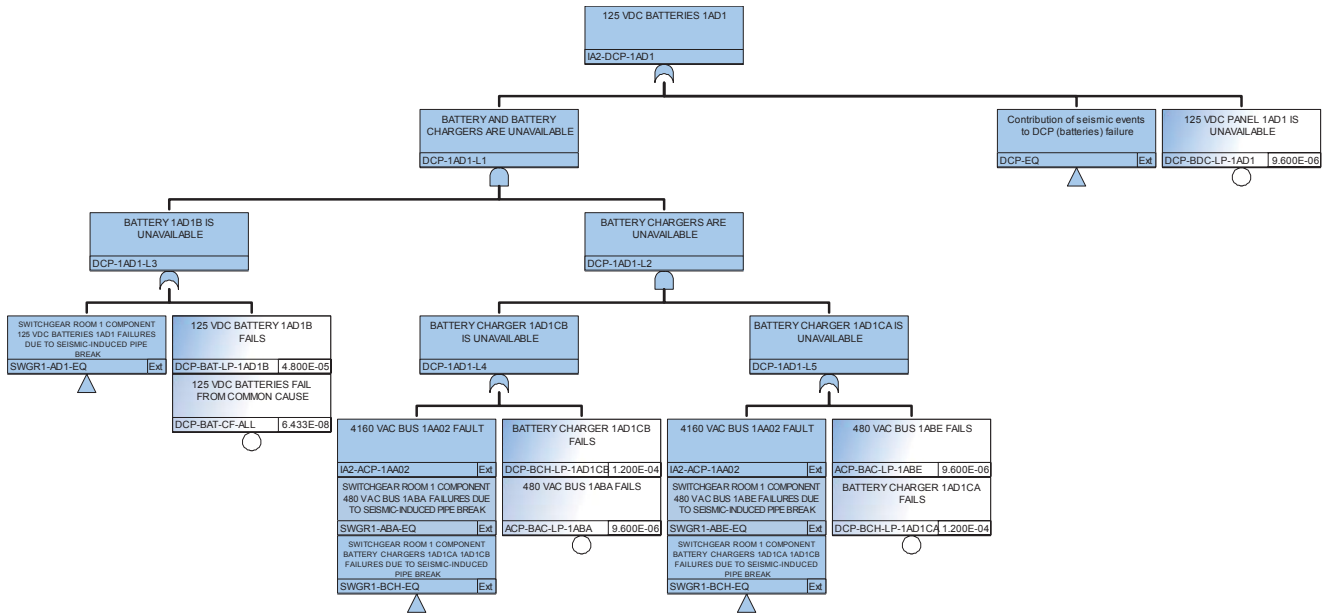 125 VDC BATTERIES 1AD1
IA2-DCP-1AD1
BATTERY AND BATTERY
CHARGERS ARE UNAVAILABLE
DCP-1AD1-L1
Contribution of seismic events
to DCP (batteries) failure
DCP-EQ
Ext
125 VDC PANEL 1AD1 IS
UNAVAILABLE
DCP-BDC-LP-1AD1
9.600E-06
BATTERY 1AD1B IS
UNAVAILABLE
DCP-1AD1-L3
BATTERY CHARGERS ARE
UNAVAILABLE
DCP-1AD1-L2
SWITCHGEAR ROOM 1 COMPONENT
125 VDC BATTERIES 1AD1 FAILURES
DUE TO SEISMIC-INDUCED PIPE
BREAK
SWGR1-AD1-EQ
Ext
125 VDC BATTERY 1AD1B
FAILS
DCP-BAT-LP-1AD1B
4.800E-05
125 VDC BATTERIES FAIL
FROM COMMON CAUSE
DCP-BAT-CF-ALL
6.433E-08
BATTERY CHARGER 1AD1CB
IS UNAVAILABLE
DCP-1AD1-L4
BATTERY CHARGER 1AD1CA IS
UNAVAILABLE
DCP-1AD1-L5
4160 VAC BUS 1AA02 FAULT
IA2-ACP-1AA02
Ext
SWITCHGEAR ROOM 1 COMPONENT
480 VAC BUS 1ABA FAILURES DUE
TO SEISMIC-INDUCED PIPE BREAK
SWGR1-ABA-EQ
Ext
SWITCHGEAR ROOM 1 COMPONENT
BATTERY CHARGERS 1AD1CA 1AD1CB
FAILURES DUE TO SEISMIC-INDUCED
PIPE BREAK
SWGR1-BCH-EQ
Ext
BATTERY CHARGER 1AD1CB
FAILS
DCP-BCH-LP-1AD1CB
1.200E-04
480 VAC BUS 1ABA FAILS
ACP-BAC-LP-1ABA
9.600E-06
4160 VAC BUS 1AA02 FAULT
IA2-ACP-1AA02
Ext
SWITCHGEAR ROOM 1 COMPONENT
480 VAC BUS 1ABE FAILURES DUE
TO SEISMIC-INDUCED PIPE BREAK
SWGR1-ABE-EQ
Ext
SWITCHGEAR ROOM 1 COMPONENT
BATTERY CHARGERS 1AD1CA 1AD1CB
FAILURES DUE TO SEISMIC-INDUCED
PIPE BREAK
SWGR1-BCH-EQ
Ext
480 VAC BUS 1ABE FAILS
ACP-BAC-LP-1ABE
9.600E-06
BATTERY CHARGER 1AD1CA
FAILS
DCP-BCH-LP-1AD1CA
1.200E-04